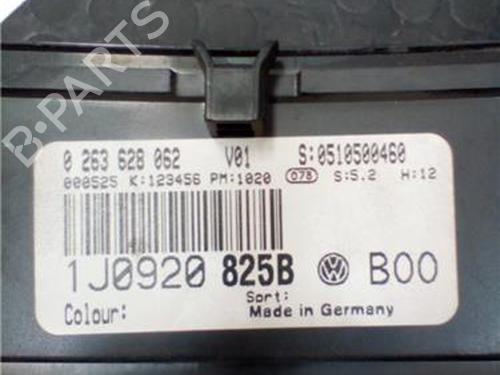 B-PARTS
0 263 628 062 V01 S:0510500460
000525 K:123456 PM:1020 078 S:5.2 H:12
1J0920 825B VW B00
Sort:
Colour: Made in Germany